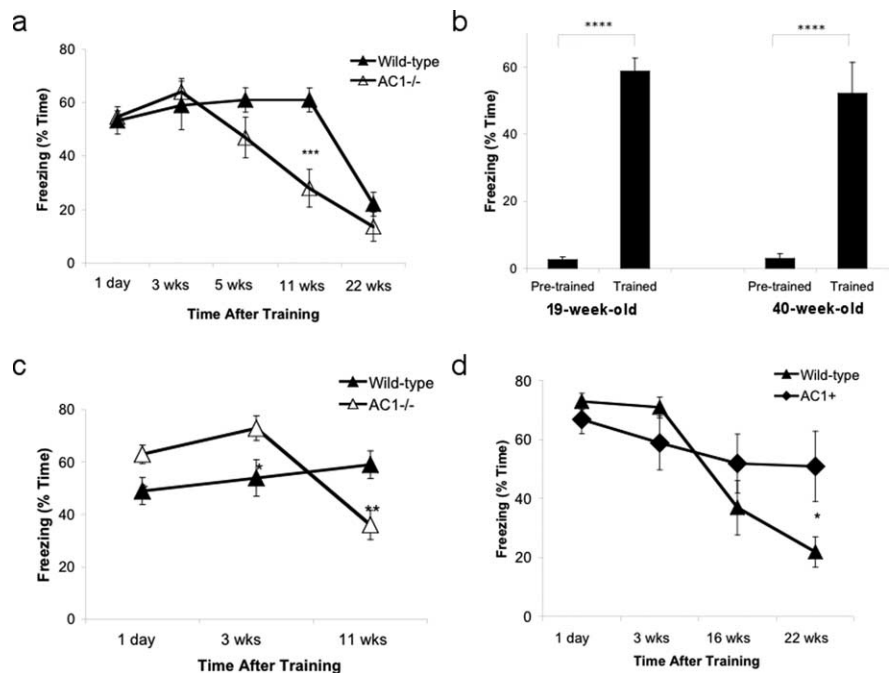 a
Wild-type
AC1-/-
80
60
40
20
0
Freezing (% Time)
***
1 day 3 wks 5 wks 11 wks 22 wks
Time After Training
b
**** ****
60
40
20
0
Freezing (% Time)
Pre-trained Trained Pre-trained Trained
19-week-old 40-week-old
c
Wild-type
AC1-/-
80
60
40
20
0
Freezing (% Time)
*
**
1 day 3 wks 11 wks
Time After Training
d
Wild-type
AC1+
80
60
40
20
0
Freezing (% Time)
*
1 day 3 wks 16 wks 22 wks
Time After Training